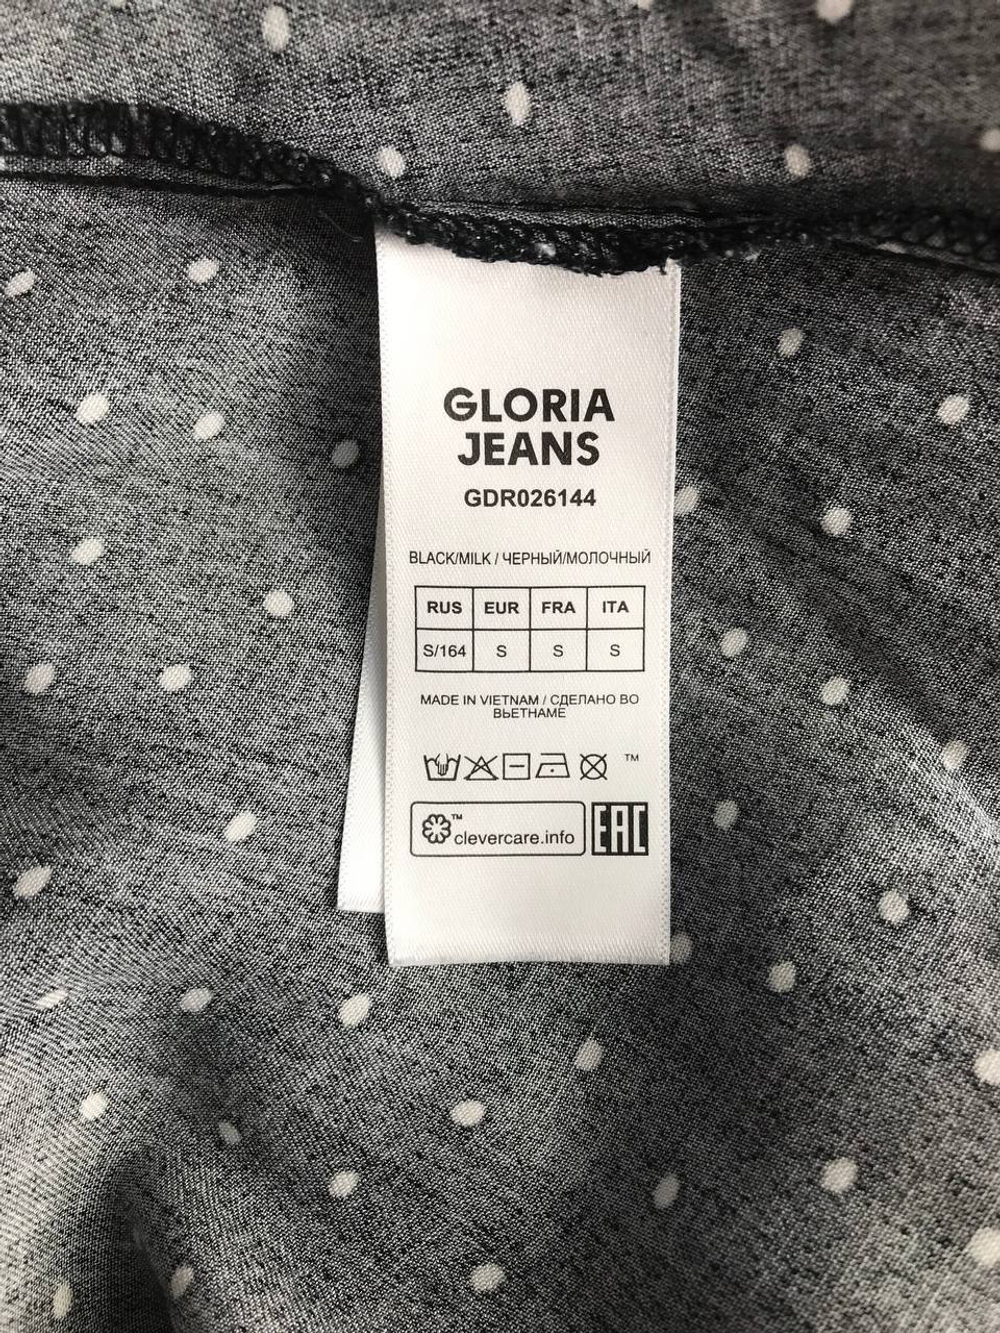 GLORIA
JEANS
GDR026144
BLACK/MILK / ЧЕРНЫЙ/МОЛОЧНЫЙ
RUS EUR FRA ITA
S/164 S S S
MADE IN VIETNAM / СДЕЛАНО ВО
ВЬЕТНАМЕ
™
™ clevercare.info EAC